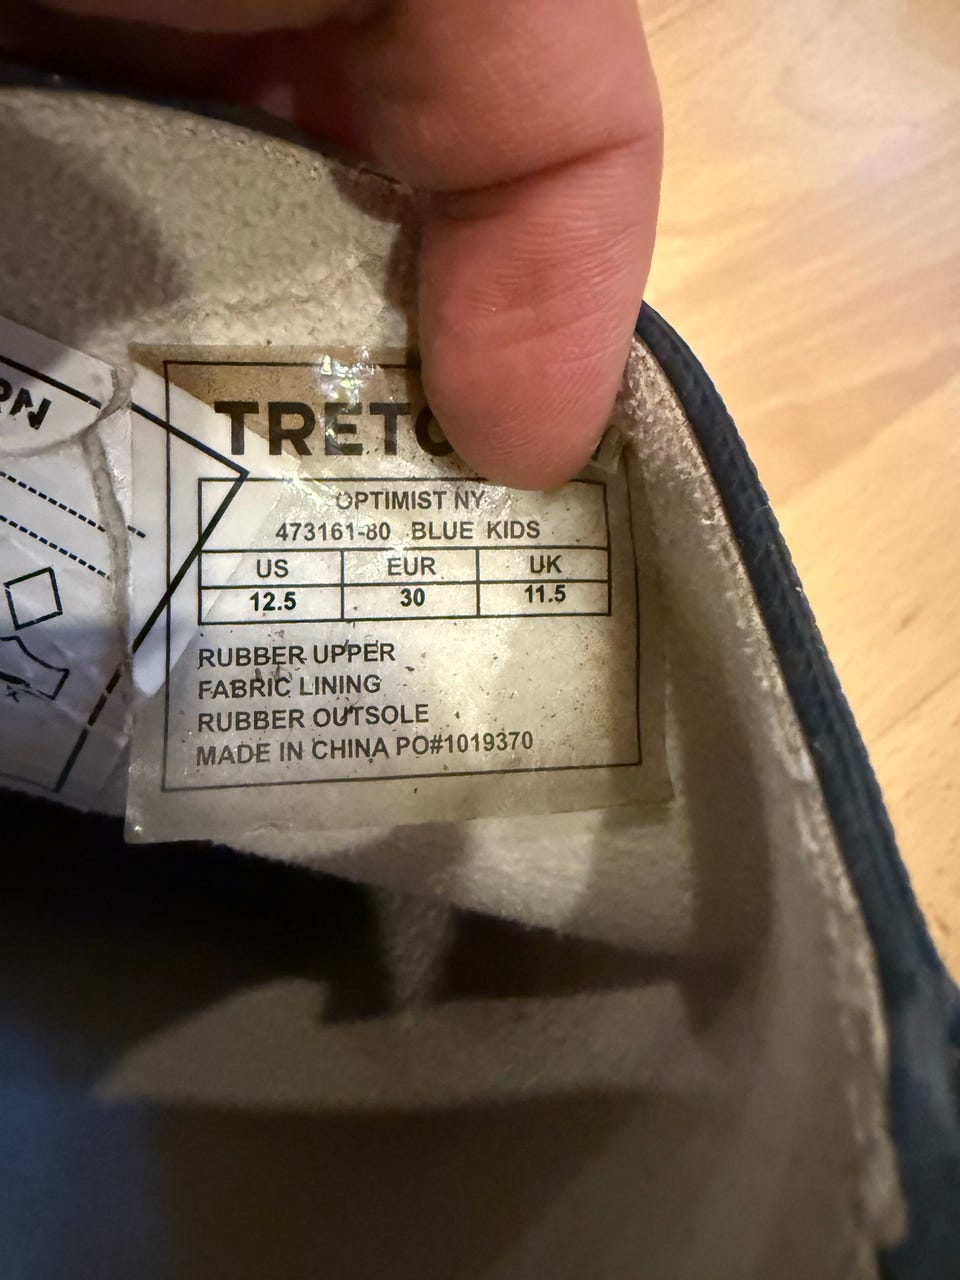 TRETO
OPTIMIST NY
473161-80 BLUE KIDS
US EUR UK
12.5 30 11.5
RUBBER UPPER
FABRIC LINING
RUBBER OUTSOLE
MADE IN CHINA PO#1019370